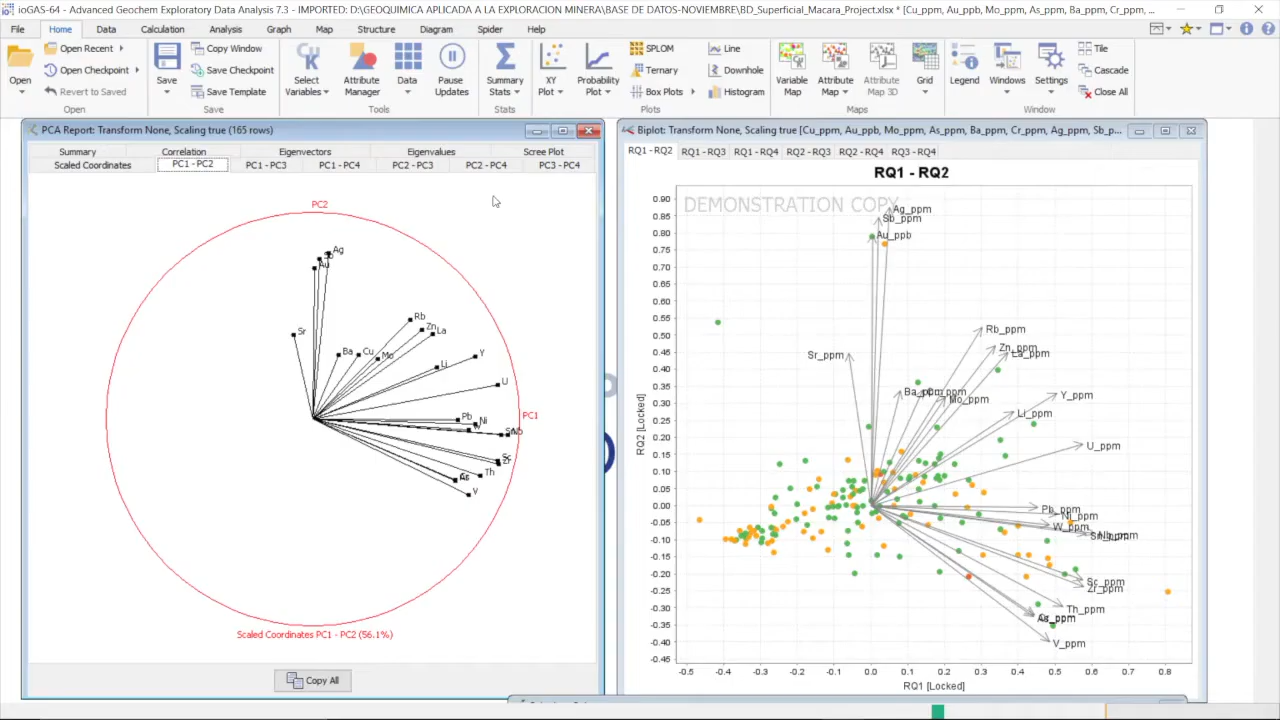 ioGAS-64 - Advanced Geochem Exploratory Data Analysis 7.3 - IMPORTED: D:\GEOQUIMICA APLICADA A LA EXPLORACION MINERA\BASE DE DATOS-NOVIEMBRE\BD_Superficial_Macara_Project.xlsx * [Cu_ppm, Au_ppb, Mo_ppm, As_ppm, Ba_ppm, Cr_ppm, ...
File Home Data Calculation Analysis Graph Map Structure Diagram Spider Help
Open
Open Recent
Open Checkpoint
Revert to Saved
Open
Save
Copy Window
Save Checkpoint
Save Template
Save
Select Variables
Attribute Manager
Data
Pause Updates
Tools
Summary Stats
Stats
XY Plot
Probability Plot
SPLOM
Ternary
Box Plots
Line
Downhole
Histogram
Plots
Variable Map
Attribute Map
Attribute Map 3D
Grid
Maps
Legend
Windows
Settings
Tile
Cascade
Close All
Window
PCA Report: Transform None, Scaling true (165 rows)
Summary Correlation Eigenvectors Eigenvalues Scree Plot
Scaled Coordinates PC1 - PC2 PC1 - PC3 PC1 - PC4 PC2 - PC3 PC2 - PC4 PC3 - PC4
PC2
Ag
Au
Sr
Rb
Zn
La
Ba
Cu
Mo
Y
Li
U
PC1
Pb
Ni
Sc
Zr
Th
V
Scaled Coordinates PC1 - PC2 (56.1%)
Copy All
Biplot: Transform None, Scaling true [Cu_ppm, Au_ppb, Mo_ppm, As_ppm, Ba_ppm, Cr_ppm, Ag_ppm, Sb_p...
RQ1 - RQ2 RQ1 - RQ3 RQ1 - RQ4 RQ2 - RQ3 RQ2 - RQ4 RQ3 - RQ4
RQ1 - RQ2
DEMONSTRATION COPY
RQ2 [Locked]
0.90
0.85
0.80
0.75
0.70
0.65
0.60
0.55
0.50
0.45
0.40
0.35
0.30
0.25
0.20
0.15
0.10
0.05
0.00
-0.05
-0.10
-0.15
-0.20
-0.25
-0.30
-0.35
-0.40
-0.45
Ag_ppm
Sb_ppm
Au_ppb
Rb_ppm
Zn_ppm
La_ppm
Sr_ppm
Ba_ppm
Mo_ppm
Y_ppm
Li_ppm
U_ppm
Pb_ppm
Ni_ppm
W_ppm
Sc_ppm
Zr_ppm
Th_ppm
V_ppm
-0.5 -0.4 -0.3 -0.2 -0.1 0.0 0.1 0.2 0.3 0.4 0.5 0.6 0.7 0.8
RQ1 [Locked]